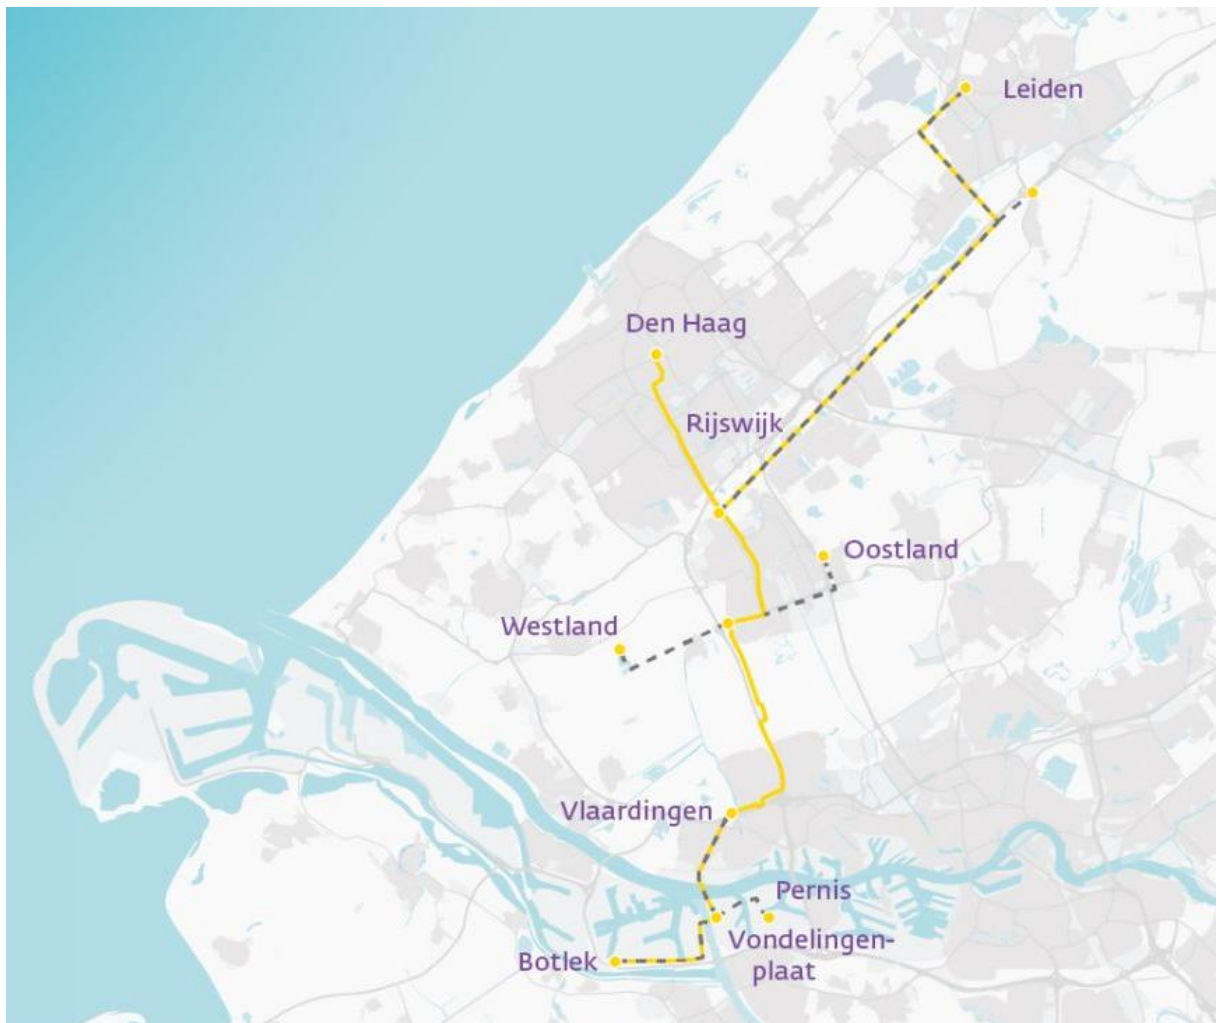 Leiden
Den Haag
Rijswijk
Oostland
Westland
Vlaardingen
Pernis
Vondelingen-
plaat
Botlek